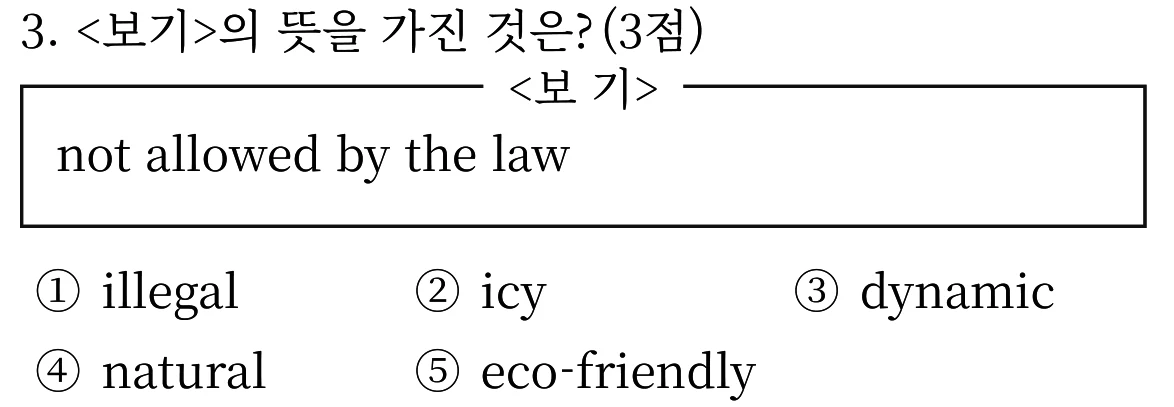 3. <보기>의 뜻을 가진 것은?(3점)
<보 기>
not allowed by the law
① illegal ② icy ③ dynamic
④ natural ⑤ eco-friendly